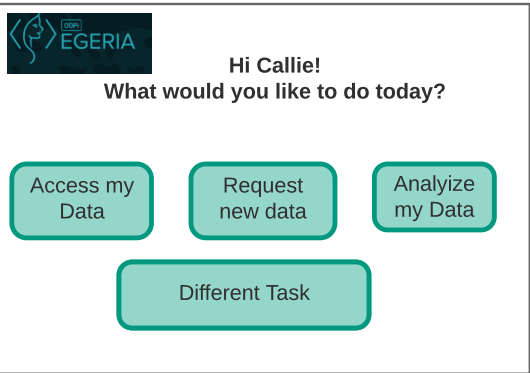 ODPi
EGERIA
Hi Callie!
What would you like to do today?
Access my
Data
Request
new data
Analyize
my Data
Different Task